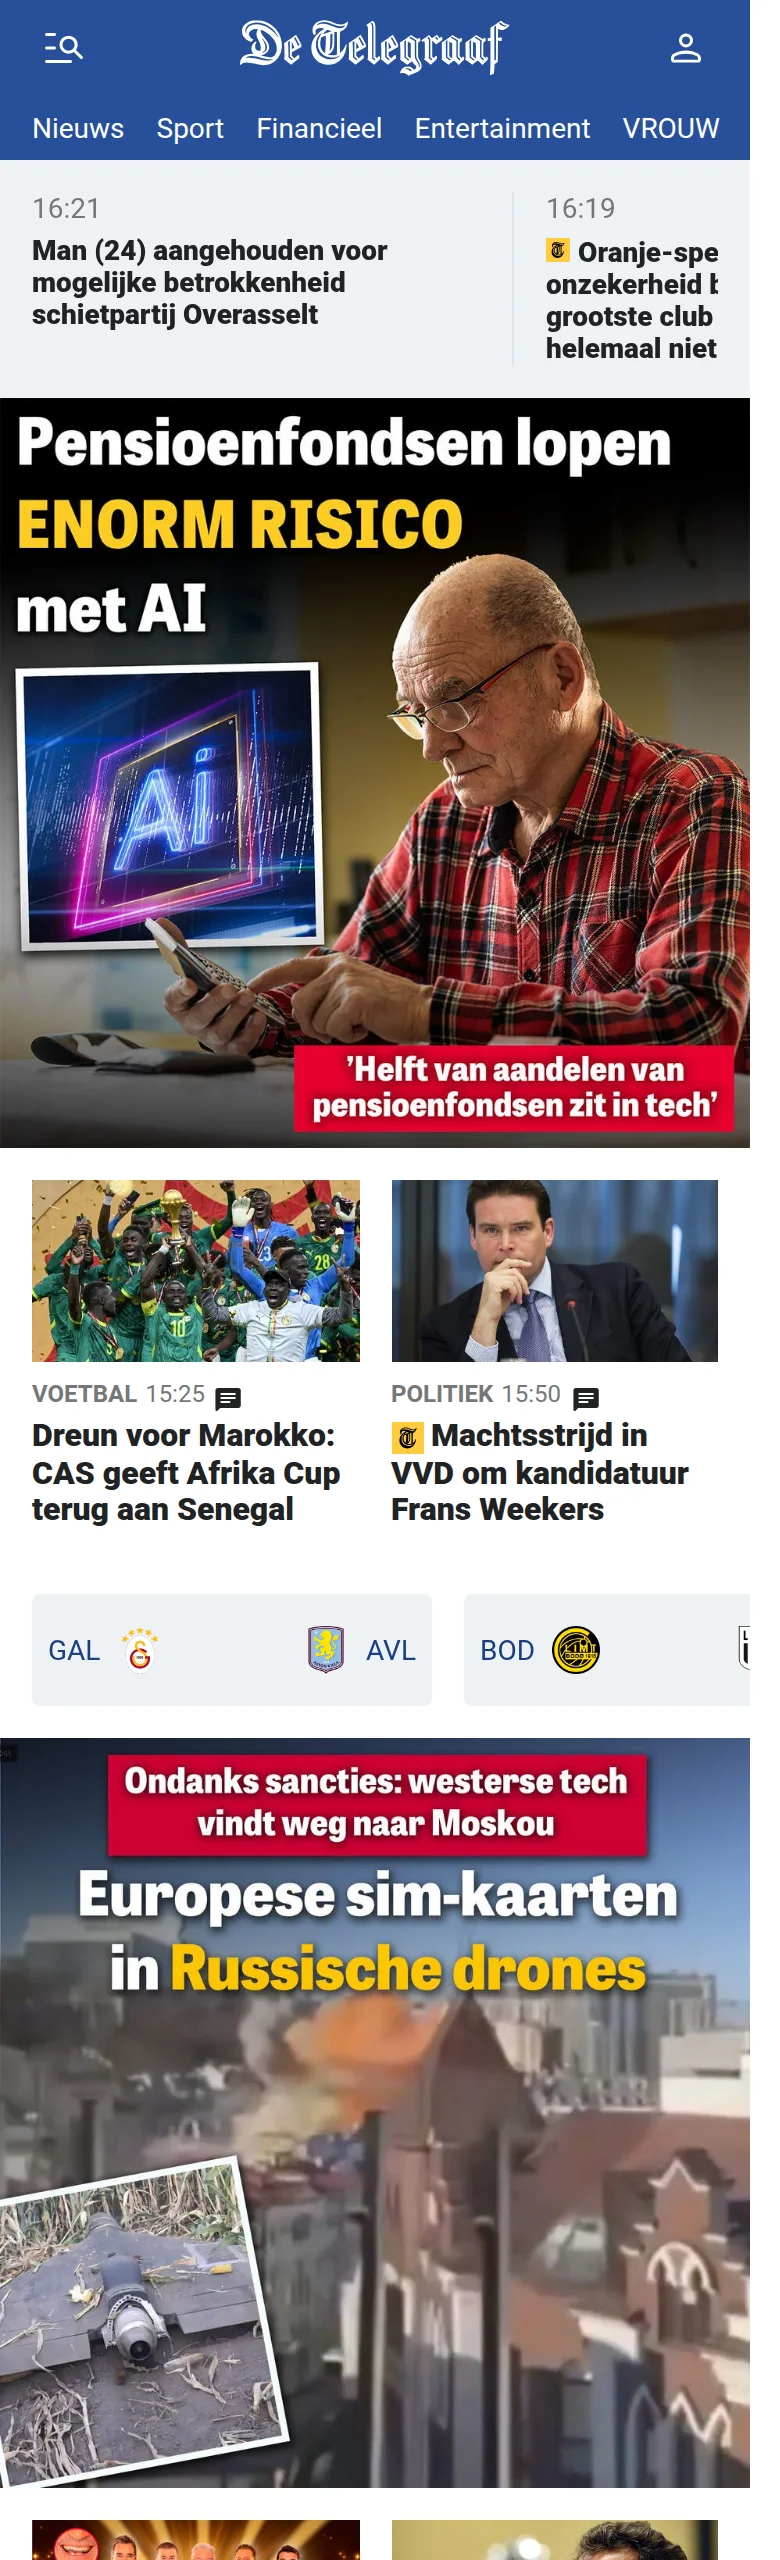 De Telegraaf
Nieuws Sport Financieel Entertainment VROUW
16:21
Man (24) aangehouden voor
mogelijke betrokkenheid
schietpartij Overasselt
16:19
Oranje-spe
onzekerheid b
grootste club
helemaal niet
Pensioenfondsen lopen
ENORM RISICO
met AI
Ai
'Helft van aandelen van
pensioenfondsen zit in tech'
VOETBAL 15:25
Dreun voor Marokko:
CAS geeft Afrika Cup
terug aan Senegal
POLITIEK 15:50
Machtsstrijd in
VVD om kandidatuur
Frans Weekers
GAL
AVL
BOD
Ondanks sancties: westerse tech
vindt weg naar Moskou
Europese sim-kaarten
in Russische drones